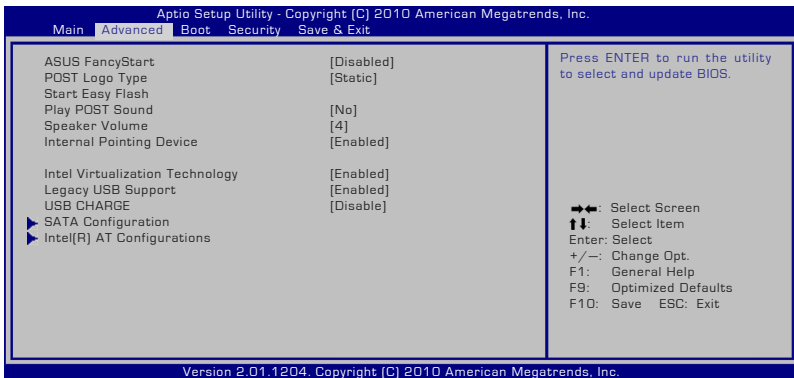 Aptio Setup Utility - Copyright (C) 2010 American Megatrends, Inc.
Main Advanced Boot Security Save & Exit
ASUS FancyStart [Disabled]
POST Logo Type [Static]
Start Easy Flash
Play POST Sound [No]
Speaker Volume [4]
Internal Pointing Device [Enabled]
Intel Virtualization Technology [Enabled]
Legacy USB Support [Enabled]
USB CHARGE [Disable]
SATA Configuration
Intel(R) AT Configurations
Press ENTER to run the utility
to select and update BIOS.
→←: Select Screen
↑↓: Select Item
Enter: Select
+/—: Change Opt.
F1: General Help
F9: Optimized Defaults
F10: Save ESC: Exit
Version 2.01.1204. Copyright (C) 2010 American Megatrends, Inc.